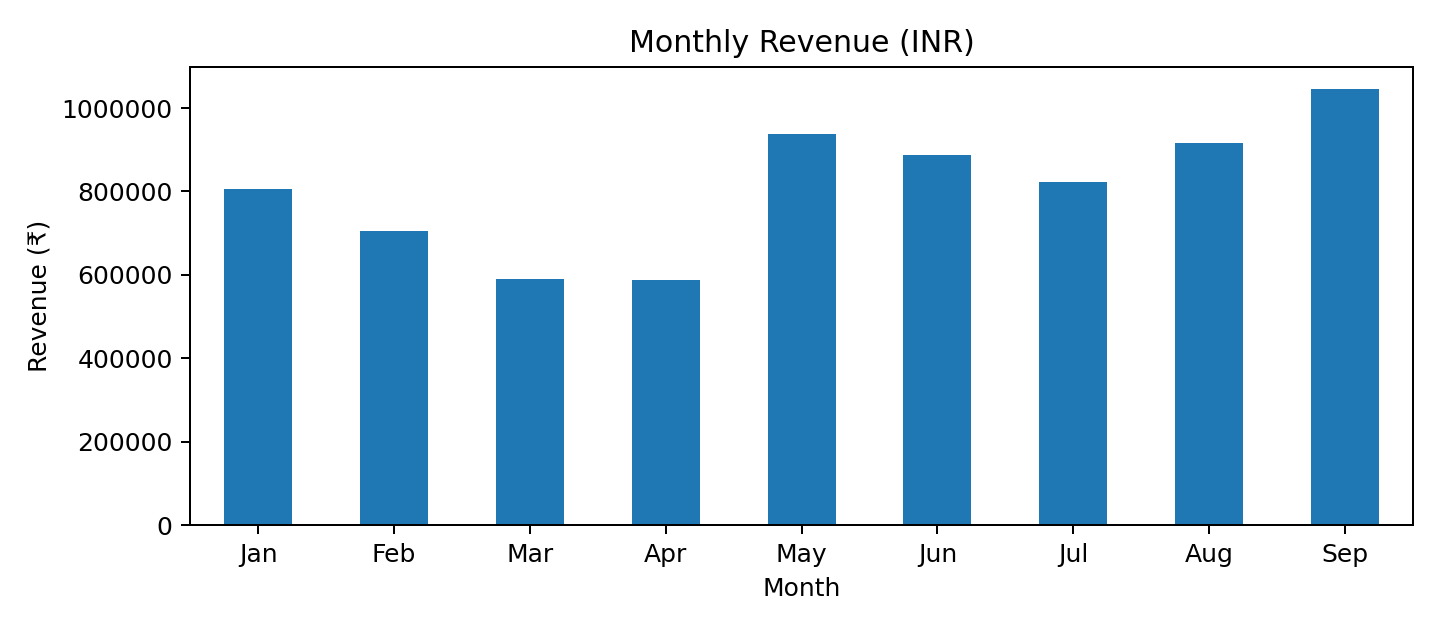 Monthly Revenue (INR)
Revenue (₹)
1000000
800000
600000
400000
200000
0
Jan Feb Mar Apr May Jun Jul Aug Sep
Month